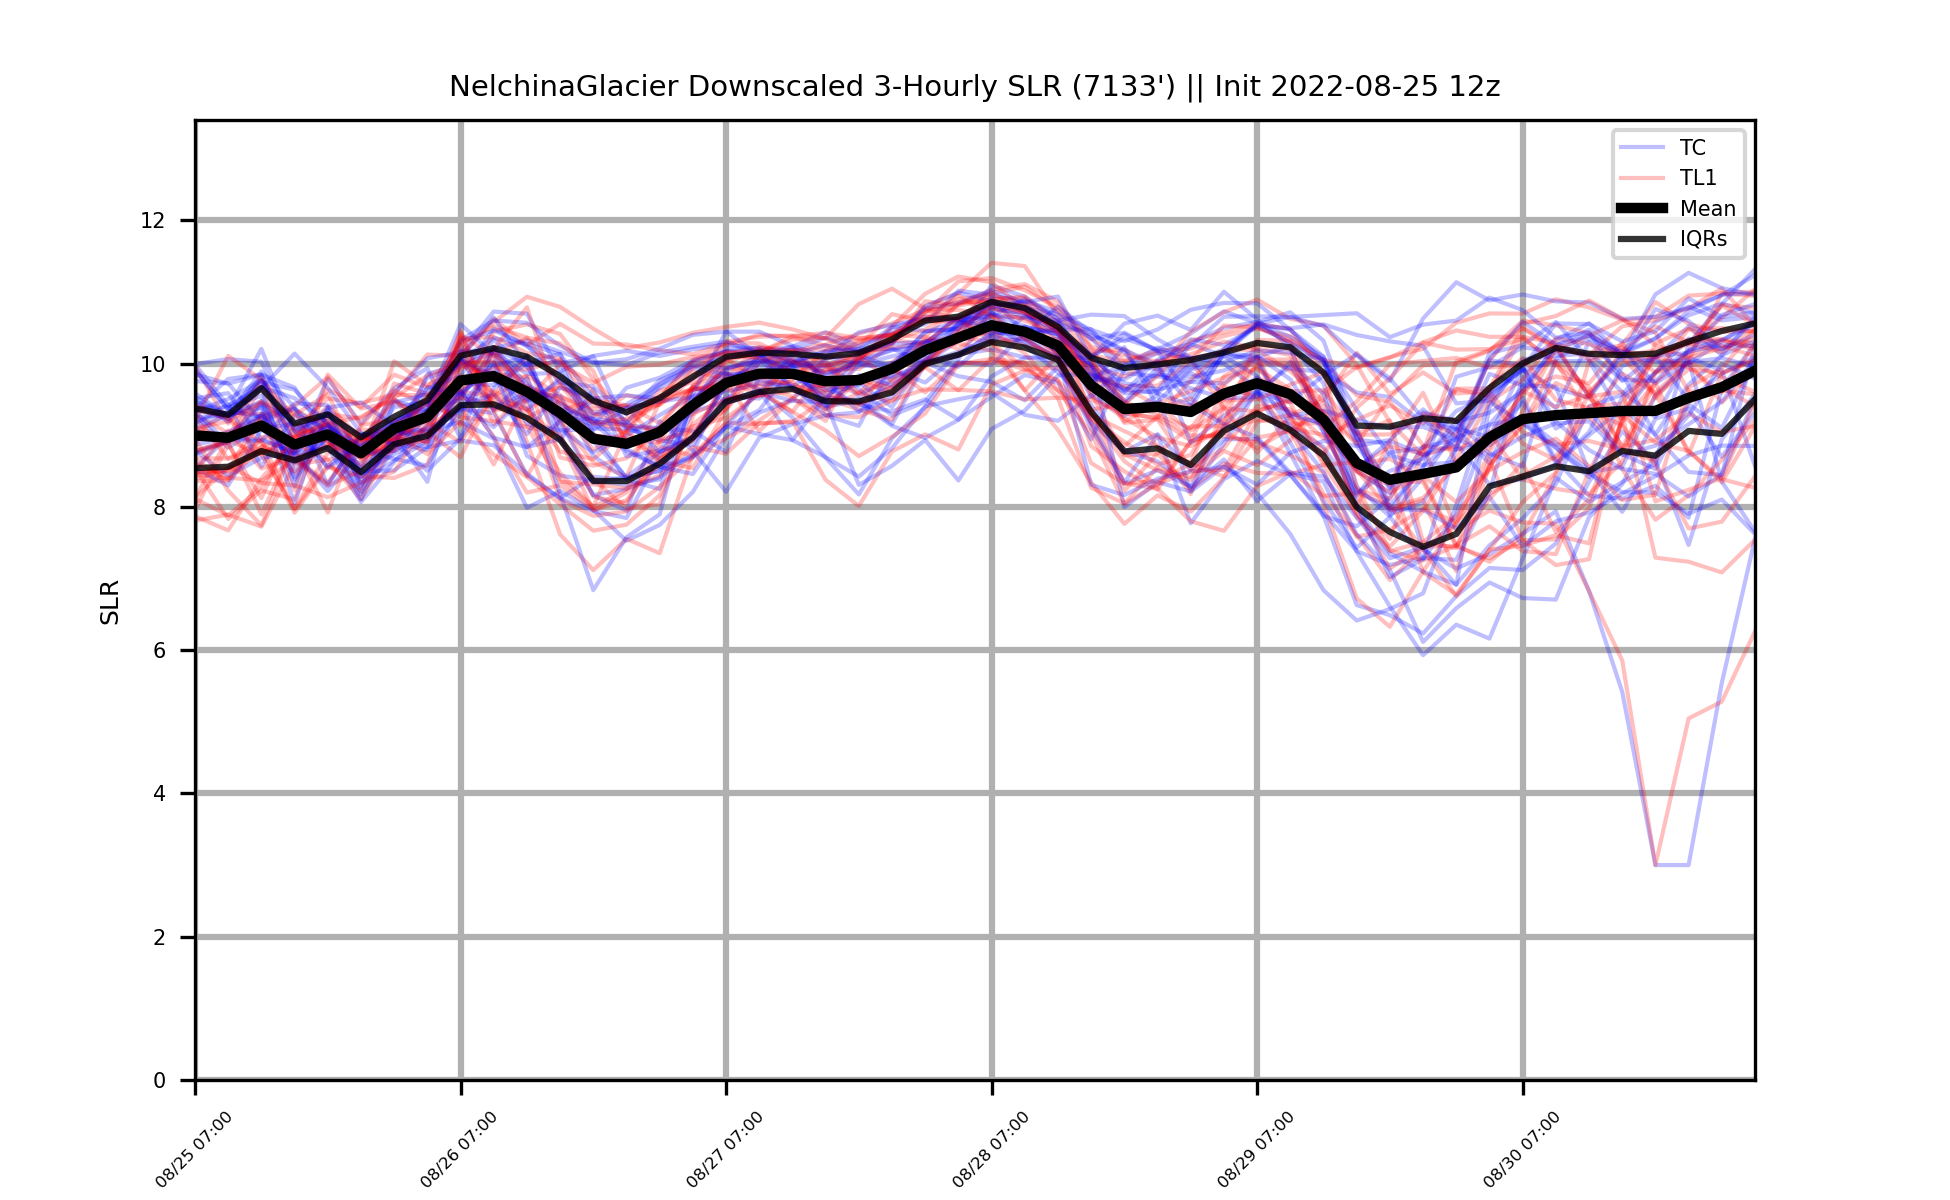 NelchinaGlacier Downscaled 3-Hourly SLR (7133') || Init 2022-08-25 12z
TC
TL1
Mean
IQRs
SLR
12
10
8
6
4
2
0
08/25 07:00
08/26 07:00
08/27 07:00
08/28 07:00
08/29 07:00
08/30 07:00